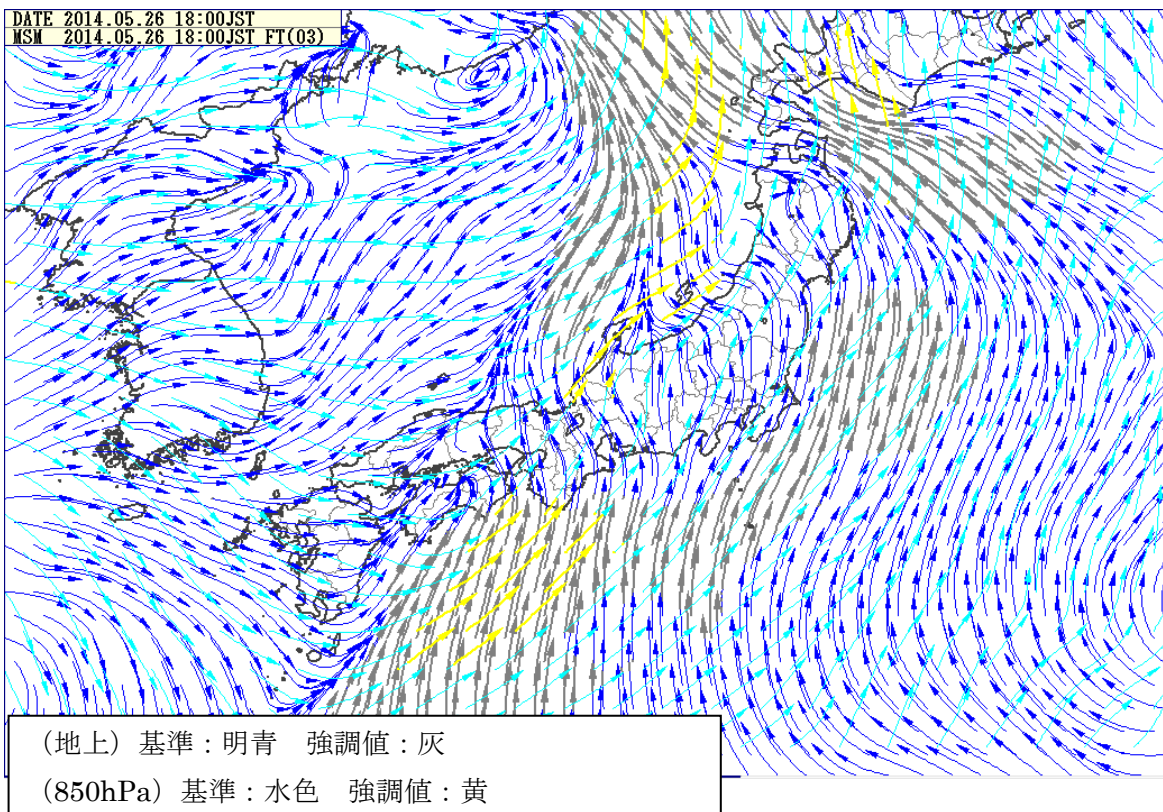 DATE 2014.05.26 18:00JST
MSM 2014.05.26 18:00JST FT(03)
(地上) 基準：明青 強調値：灰
(850hPa) 基準：水色 強調値：黄